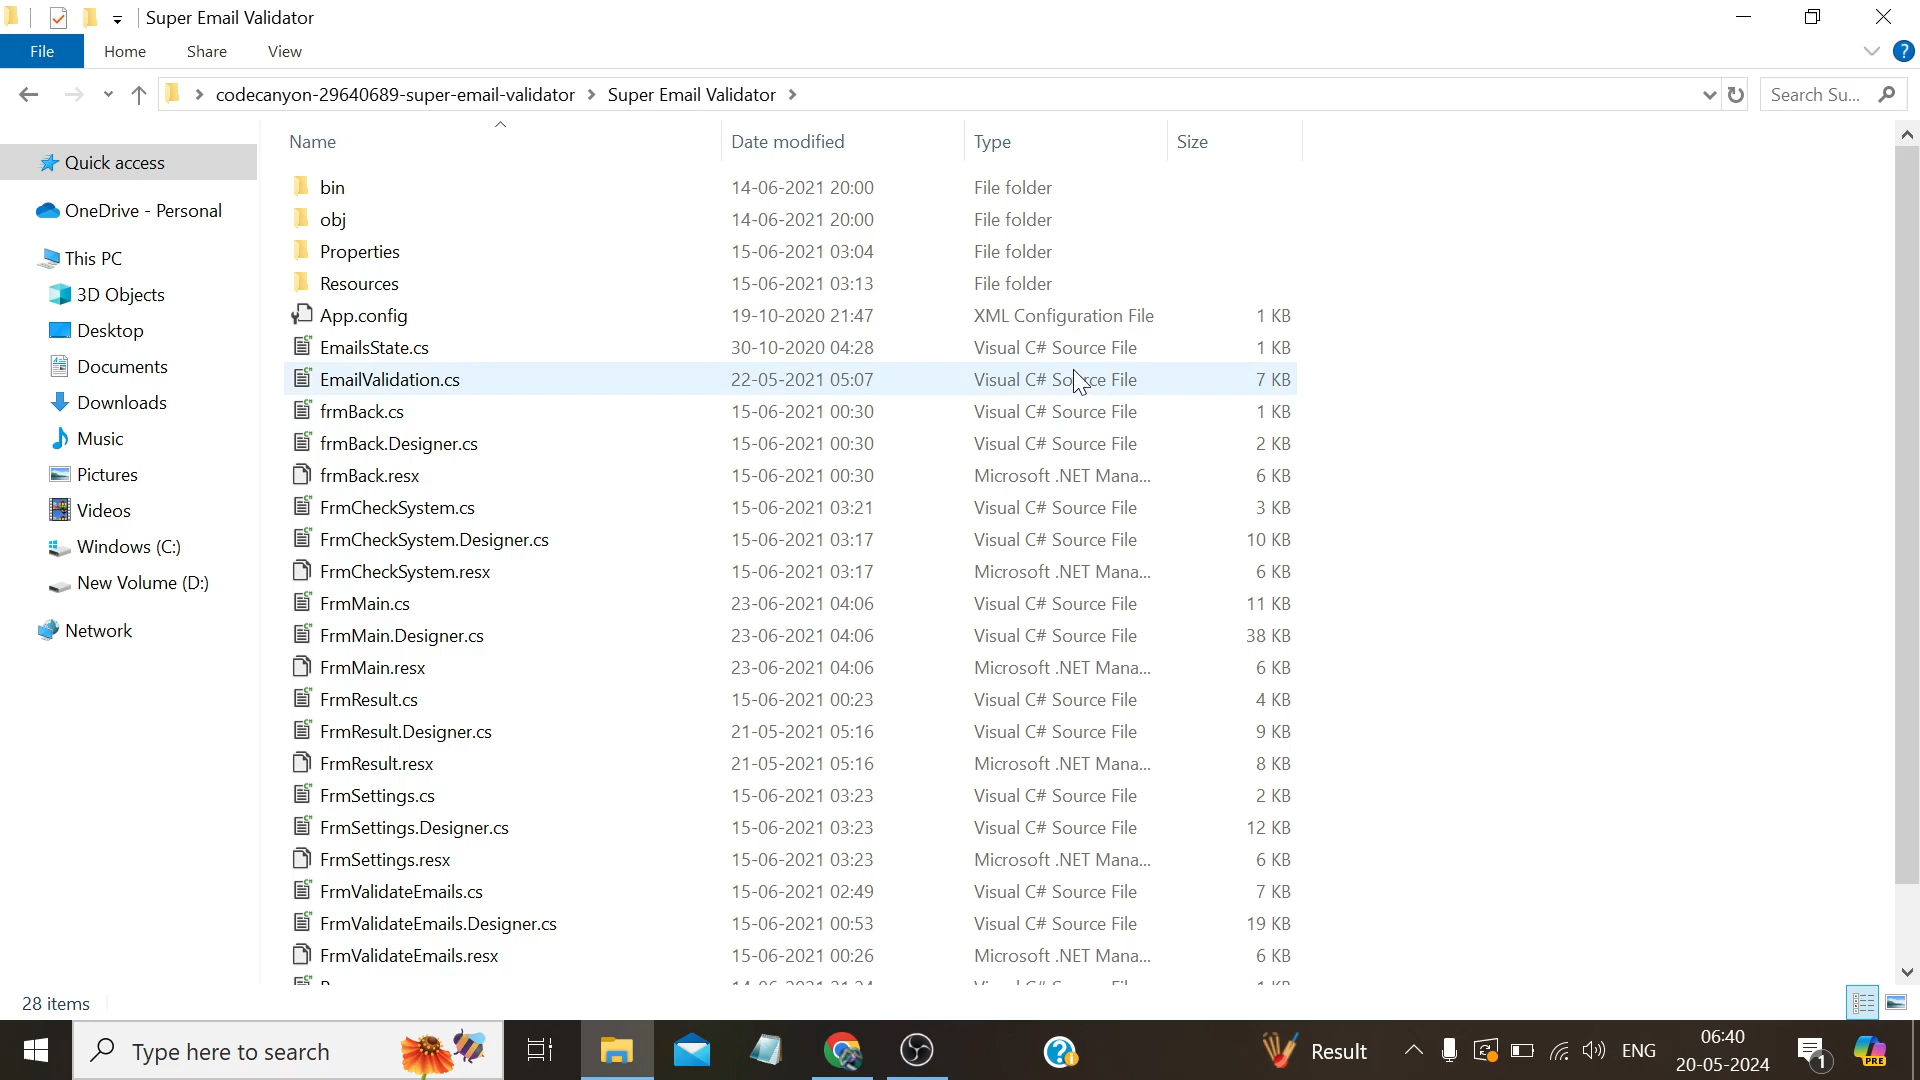 Super Email Validator
File Home Share View
codecanyon-29640689-super-email-validator Super Email Validator
Search Su...
Name Date modified Type Size
Quick access
OneDrive - Personal
This PC
3D Objects
Desktop
Documents
Downloads
Music
Pictures
Videos
Windows (C:)
New Volume (D:)
Network
bin 14-06-2021 20:00 File folder
obj 14-06-2021 20:00 File folder
Properties 15-06-2021 03:04 File folder
Resources 15-06-2021 03:13 File folder
App.config 19-10-2020 21:47 XML Configuration File 1 KB
EmailsState.cs 30-10-2020 04:28 Visual C# Source File 1 KB
EmailValidation.cs 22-05-2021 05:07 Visual C# Source File 7 KB
frmBack.cs 15-06-2021 00:30 Visual C# Source File 1 KB
frmBack.Designer.cs 15-06-2021 00:30 Visual C# Source File 2 KB
frmBack.resx 15-06-2021 00:30 Microsoft .NET Mana... 6 KB
FrmCheckSystem.cs 15-06-2021 03:21 Visual C# Source File 3 KB
FrmCheckSystem.Designer.cs 15-06-2021 03:17 Visual C# Source File 10 KB
FrmCheckSystem.resx 15-06-2021 03:17 Microsoft .NET Mana... 6 KB
FrmMain.cs 23-06-2021 04:06 Visual C# Source File 11 KB
FrmMain.Designer.cs 23-06-2021 04:06 Visual C# Source File 38 KB
FrmMain.resx 23-06-2021 04:06 Microsoft .NET Mana... 6 KB
FrmResult.cs 15-06-2021 00:23 Visual C# Source File 4 KB
FrmResult.Designer.cs 21-05-2021 05:16 Visual C# Source File 9 KB
FrmResult.resx 21-05-2021 05:16 Microsoft .NET Mana... 8 KB
FrmSettings.cs 15-06-2021 03:23 Visual C# Source File 2 KB
FrmSettings.Designer.cs 15-06-2021 03:23 Visual C# Source File 12 KB
FrmSettings.resx 15-06-2021 03:23 Microsoft .NET Mana... 6 KB
FrmValidateEmails.cs 15-06-2021 02:49 Visual C# Source File 7 KB
FrmValidateEmails.Designer.cs 15-06-2021 00:53 Visual C# Source File 19 KB
FrmValidateEmails.resx 15-06-2021 00:26 Microsoft .NET Mana... 6 KB
28 items
Type here to search
Result
ENG
06:40
20-05-2024
1
PRE